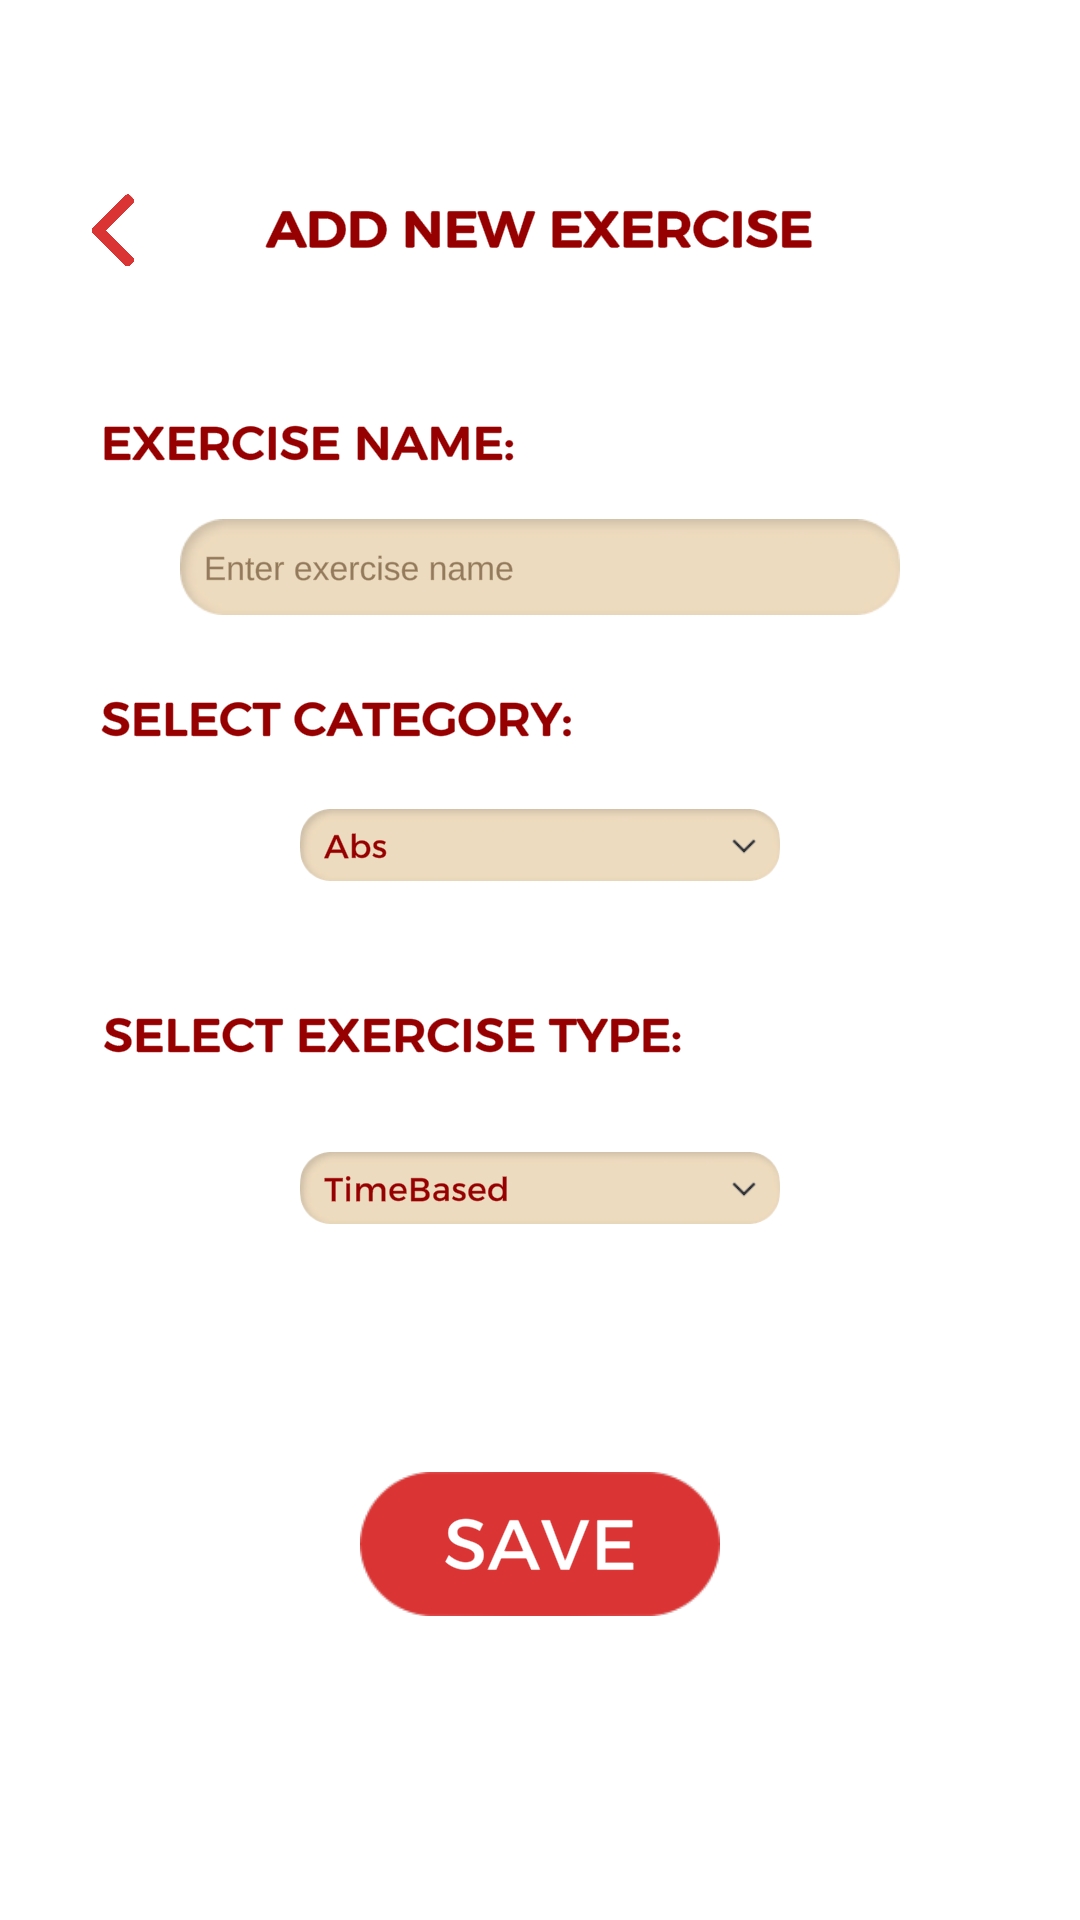 ADD NEW EXERCISE
EXERCISE NAME:
Enter exercise name
SELECT CATEGORY:
Abs
SELECT EXERCISE TYPE:
TimeBased
SAVE